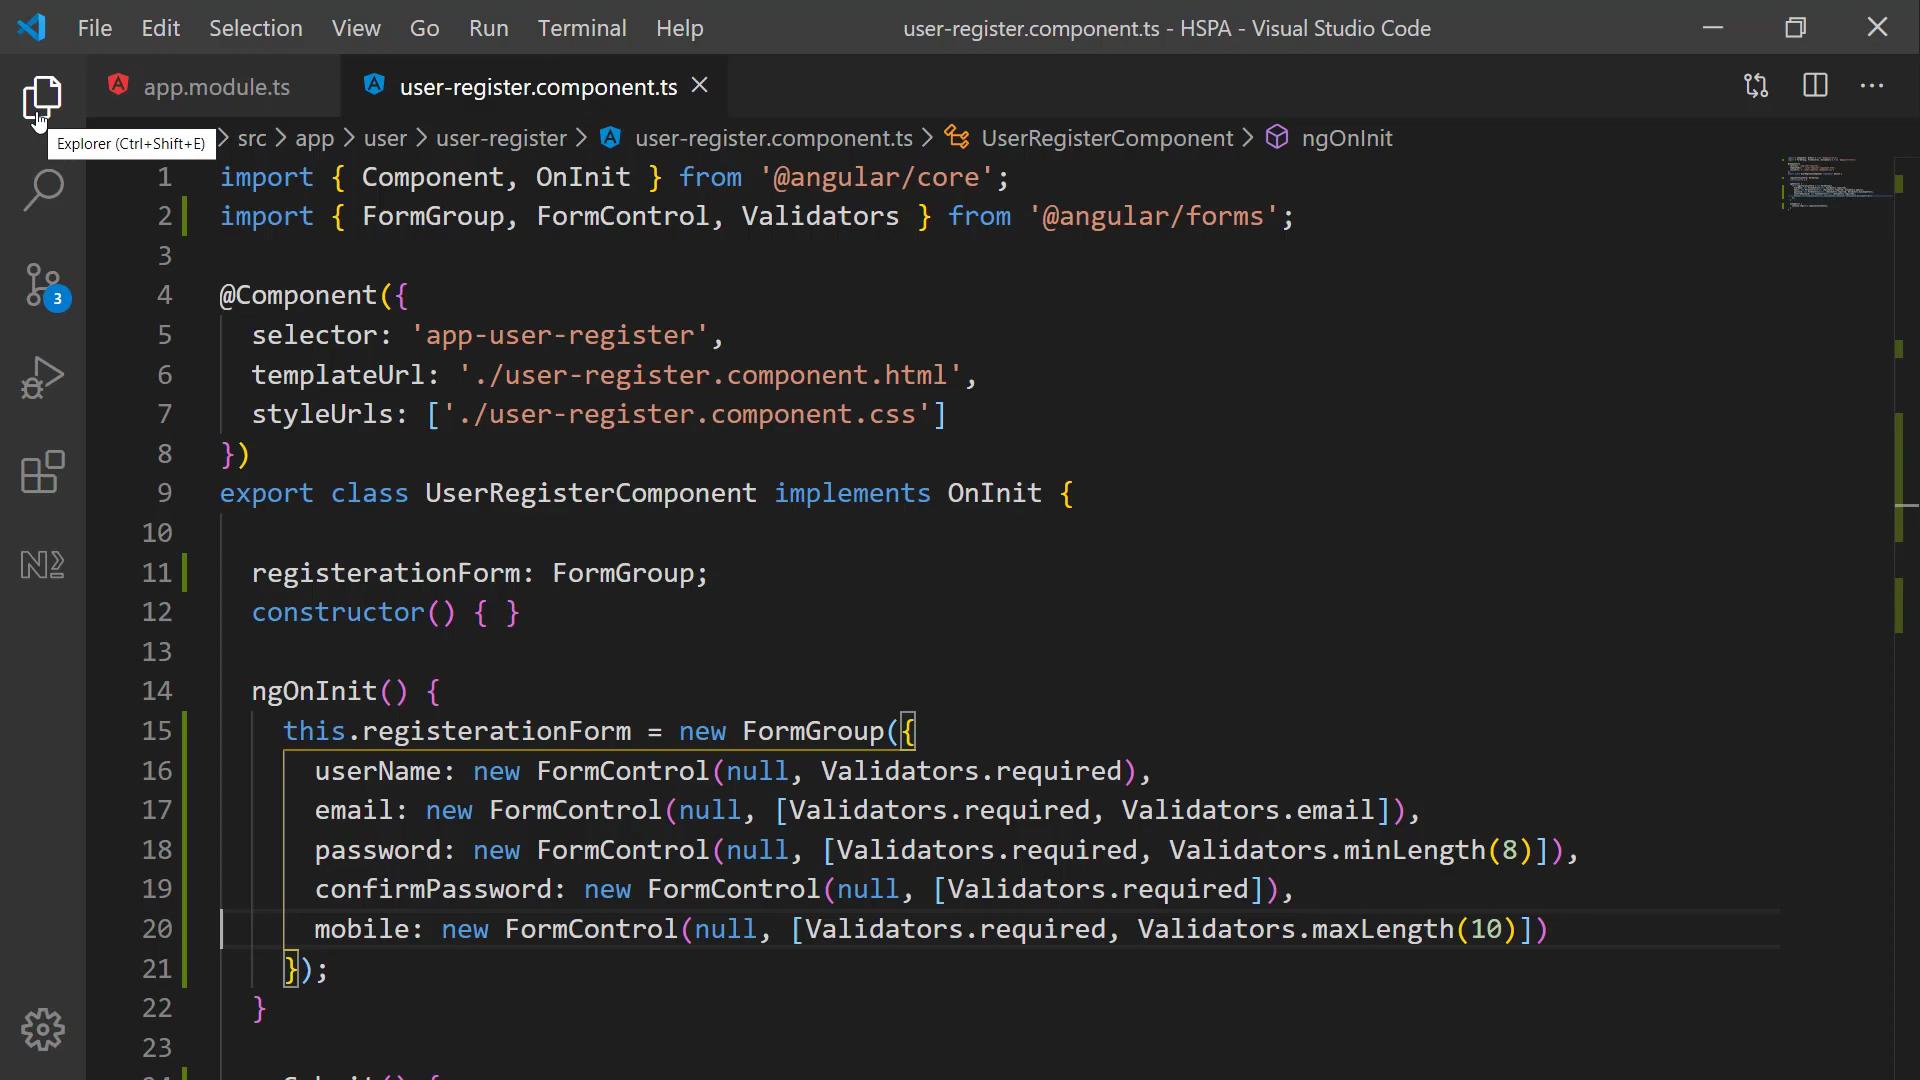 File Edit Selection View Go Run Terminal Help user-register.component.ts - HSPA - Visual Studio Code
app.module.ts user-register.component.ts
Explorer (Ctrl+Shift+E) > src > app > user > user-register > user-register.component.ts > UserRegisterComponent > ngOnInit
1 import { Component, OnInit } from '@angular/core';
2 import { FormGroup, FormControl, Validators } from '@angular/forms';
3
4 @Component({
5 selector: 'app-user-register',
6 templateUrl: './user-register.component.html',
7 styleUrls: ['./user-register.component.css']
8 })
9 export class UserRegisterComponent implements OnInit {
10
11 registerationForm: FormGroup;
12 constructor() { }
13
14 ngOnInit() {
15 this.registerationForm = new FormGroup({
16 userName: new FormControl(null, Validators.required),
17 email: new FormControl(null, [Validators.required, Validators.email]),
18 password: new FormControl(null, [Validators.required, Validators.minLength(8)]),
19 confirmPassword: new FormControl(null, [Validators.required]),
20 mobile: new FormControl(null, [Validators.required, Validators.maxLength(10)])
21 });
22 }
23
3